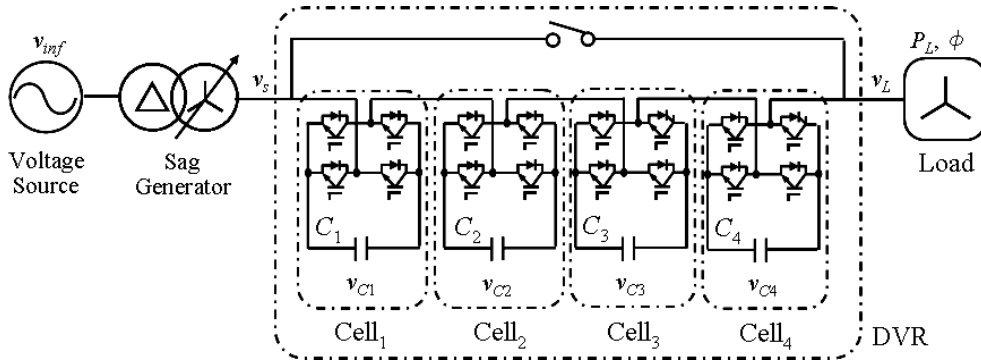 v_inf
Voltage
Source
Sag
Generator
v_s
C_1
C_2
C_3
C_4
v_C1
v_C2
v_C3
v_C4
Cell_1
Cell_2
Cell_3
Cell_4
DVR
v_L
P_L, ϕ
Load